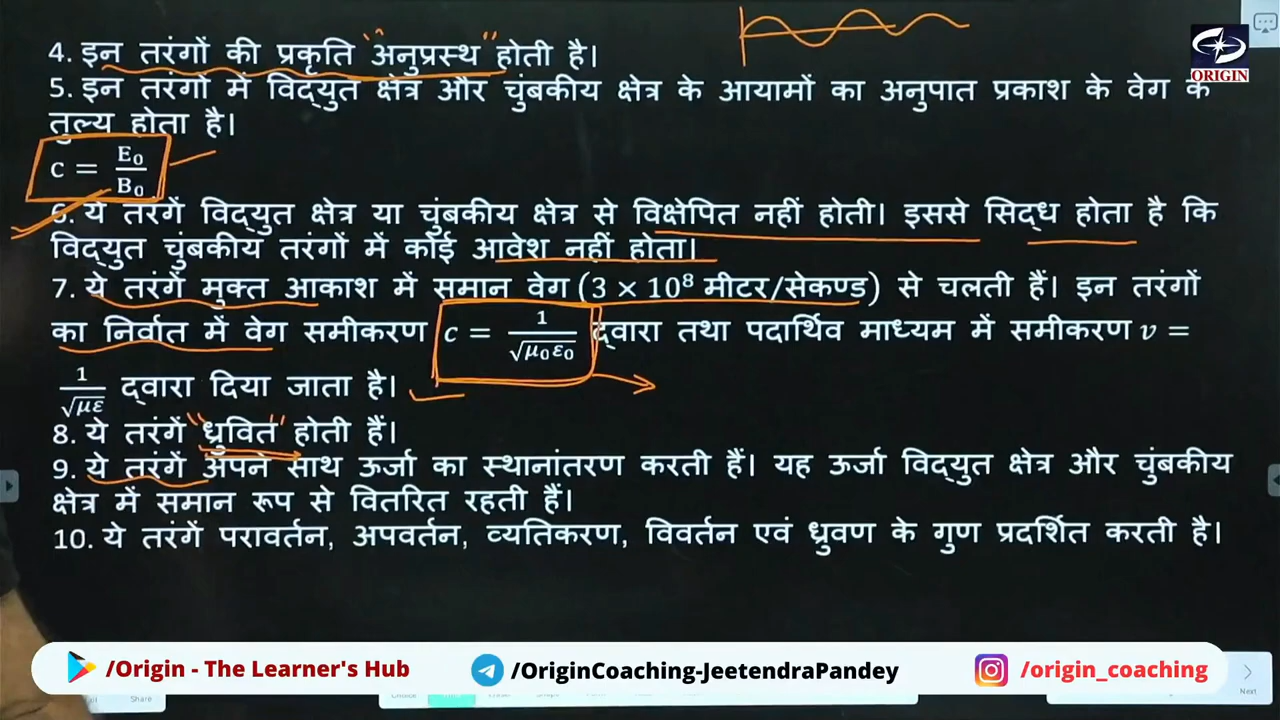 4. इन तरंगों की प्रकृति "अनुप्रस्थ" होती है।
ORIGIN
5. इन तरंगों में विद्युत क्षेत्र और चुंबकीय क्षेत्र के आयामों का अनुपात प्रकाश के वेग के
तुल्य होता है।
c = E₀/B₀
6. ये तरंगें विद्युत क्षेत्र या चुंबकीय क्षेत्र से विक्षेपित नहीं होती। इससे सिद्ध होता है कि
विद्युत चुंबकीय तरंगों में कोई आवेश नहीं होता।
7. ये तरंगें मुक्त आकाश में समान वेग (3 × 10⁸ मीटर/सेकण्ड) से चलती हैं। इन तरंगों
का निर्वात में वेग समीकरण c = 1/√μ₀ε₀ द्वारा तथा पदार्थिव माध्यम में समीकरण v =
1/√με द्वारा दिया जाता है।
8. ये तरंगें "ध्रुवित" होती हैं।
9. ये तरंगें अपने साथ ऊर्जा का स्थानांतरण करती हैं। यह ऊर्जा विद्युत क्षेत्र और चुंबकीय
क्षेत्र में समान रूप से वितरित रहती हैं।
10. ये तरंगें परावर्तन, अपवर्तन, व्यतिकरण, विवर्तन एवं ध्रुवण के गुण प्रदर्शित करती है।
/Origin - The Learner's Hub
/OriginCoaching-JeetendraPandey
/origin_coaching
Share
Next